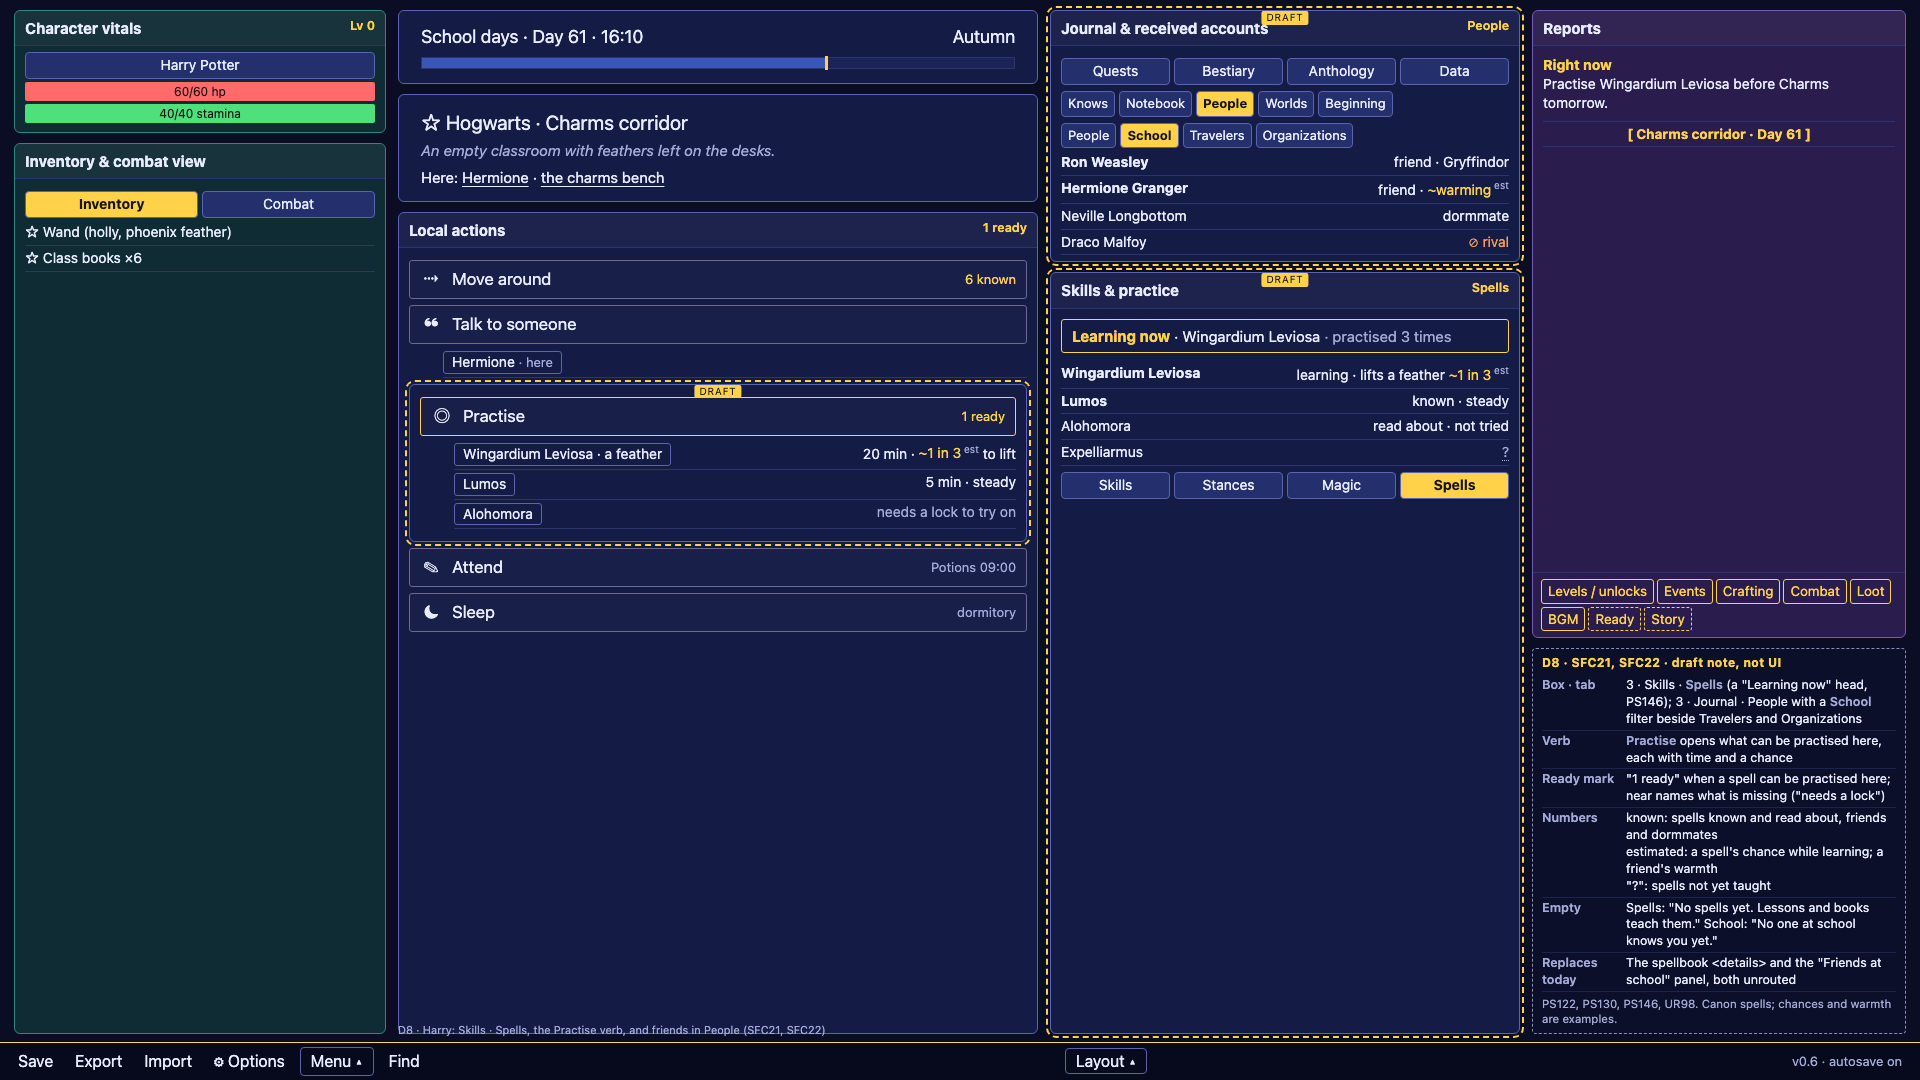 Character vitals
Lv 0
Harry Potter
60/60 hp
40/40 stamina
Inventory & combat view
Inventory
Combat
☆ Wand (holly, phoenix feather)
☆ Class books ×6
School days · Day 61 · 16:10
Autumn
☆ Hogwarts · Charms corridor
An empty classroom with feathers left on the desks.
Here: Hermione · the charms bench
Local actions
1 ready
Move around
6 known
Talk to someone
Hermione · here
DRAFT
Practise
1 ready
Wingardium Leviosa · a feather
20 min · ~1 in 3 est to lift
Lumos
5 min · steady
Alohomora
needs a lock to try on
Attend
Potions 09:00
Sleep
dormitory
D8 · Harry: Skills · Spells, the Practise verb, and friends in People (SFC21, SFC22)
DRAFT
Journal & received accounts
People
Quests
Bestiary
Anthology
Data
Knows
Notebook
People
Worlds
Beginning
People
School
Travelers
Organizations
Ron Weasley
friend · Gryffindor
Hermione Granger
friend · ~warming est
Neville Longbottom
dormmate
Draco Malfoy
⊘ rival
DRAFT
Skills & practice
Spells
Learning now · Wingardium Leviosa · practised 3 times
Wingardium Leviosa
learning · lifts a feather ~1 in 3 est
Lumos
known · steady
Alohomora
read about · not tried
Expelliarmus
?
Skills
Stances
Magic
Spells
Reports
Right now
Practise Wingardium Leviosa before Charms
tomorrow.
[ Charms corridor · Day 61 ]
Levels / unlocks
Events
Crafting
Combat
Loot
BGM
Ready
Story
D8 · SFC21, SFC22 · draft note, not UI
Box · tab
3 · Skills · Spells (a "Learning now" head,
PS146); 3 · Journal · People with a School
filter beside Travelers and Organizations
Verb
Practise opens what can be practised here,
each with time and a chance
Ready mark
"1 ready" when a spell can be practised here;
near names what is missing ("needs a lock")
Numbers
known: spells known and read about, friends
and dormmates
estimated: a spell's chance while learning; a
friend's warmth
"?": spells not yet taught
Empty
Spells: "No spells yet. Lessons and books
teach them." School: "No one at school
knows you yet."
Replaces
today
The spellbook <details> and the "Friends at
school" panel, both unrouted
PS122, PS130, PS146, UR98. Canon spells; chances and warmth
are examples.
Save
Export
Import
⚙ Options
Menu ▴
Find
Layout ▴
v0.6 · autosave on